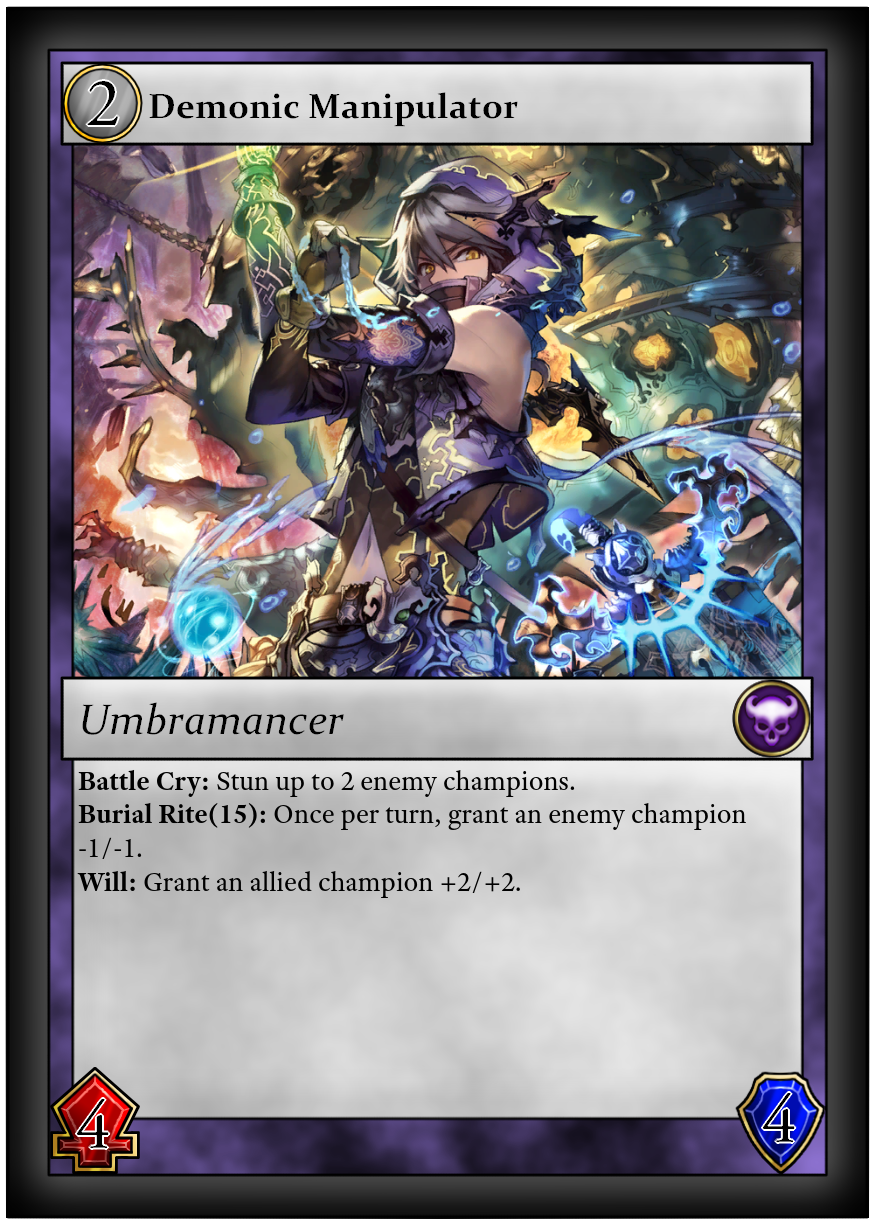 2 Demonic Manipulator
Umbramancer
Battle Cry: Stun up to 2 enemy champions.
Burial Rite(15): Once per turn, grant an enemy champion
-1/-1.
Will: Grant an allied champion +2/+2.
4 4